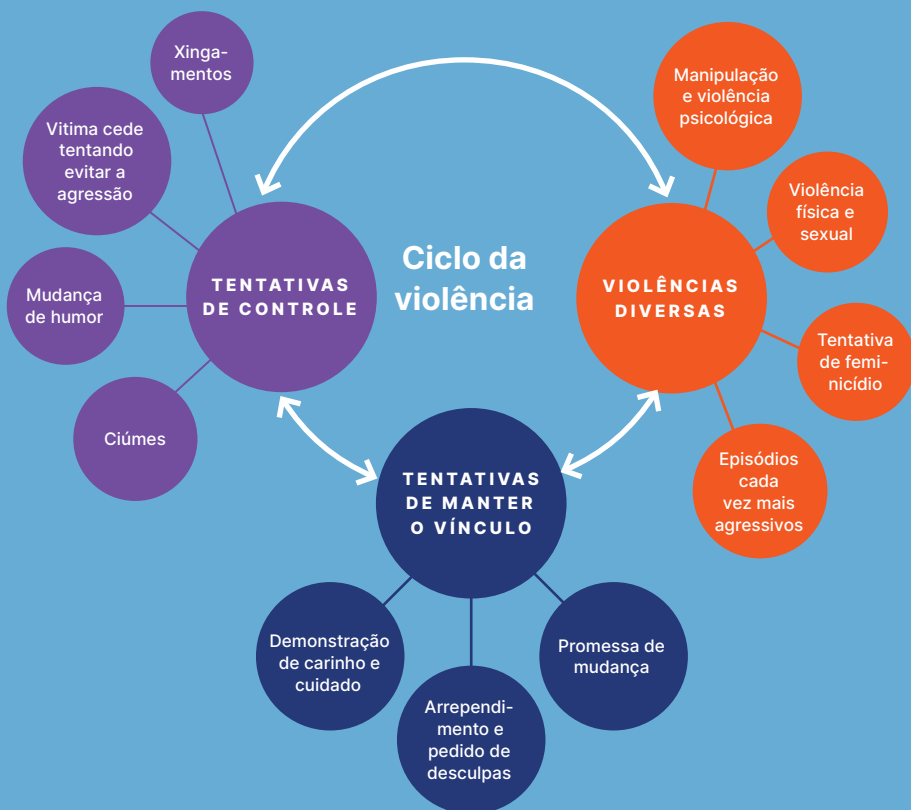 Ciclo da
violência
TENTATIVAS
DE CONTROLE
Xinga-
mentos
Vitima cede
tentando
evitar a
agressão
Mudança
de humor
Ciúmes
VIOLÊNCIAS
DIVERSAS
Manipulação
e violência
psicológica
Violência
física e
sexual
Tentativa
de femi-
nicídio
Episódios
cada
vez mais
agressivos
TENTATIVAS
DE MANTER
O VÍNCULO
Demonstração
de carinho e
cuidado
Arrependi-
mento e
pedido de
desculpas
Promessa de
mudança